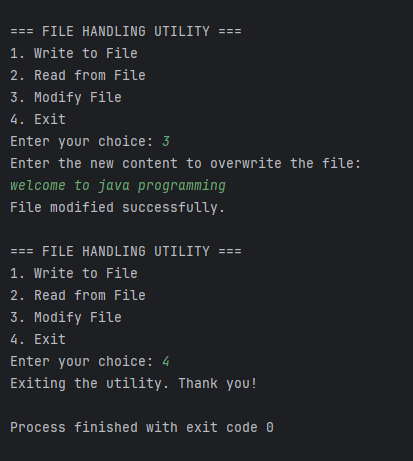 === FILE HANDLING UTILITY ===
1. Write to File
2. Read from File
3. Modify File
4. Exit
Enter your choice: 3
Enter the new content to overwrite the file:
welcome to java programming
File modified successfully.
=== FILE HANDLING UTILITY ===
1. Write to File
2. Read from File
3. Modify File
4. Exit
Enter your choice: 4
Exiting the utility. Thank you!
Process finished with exit code 0